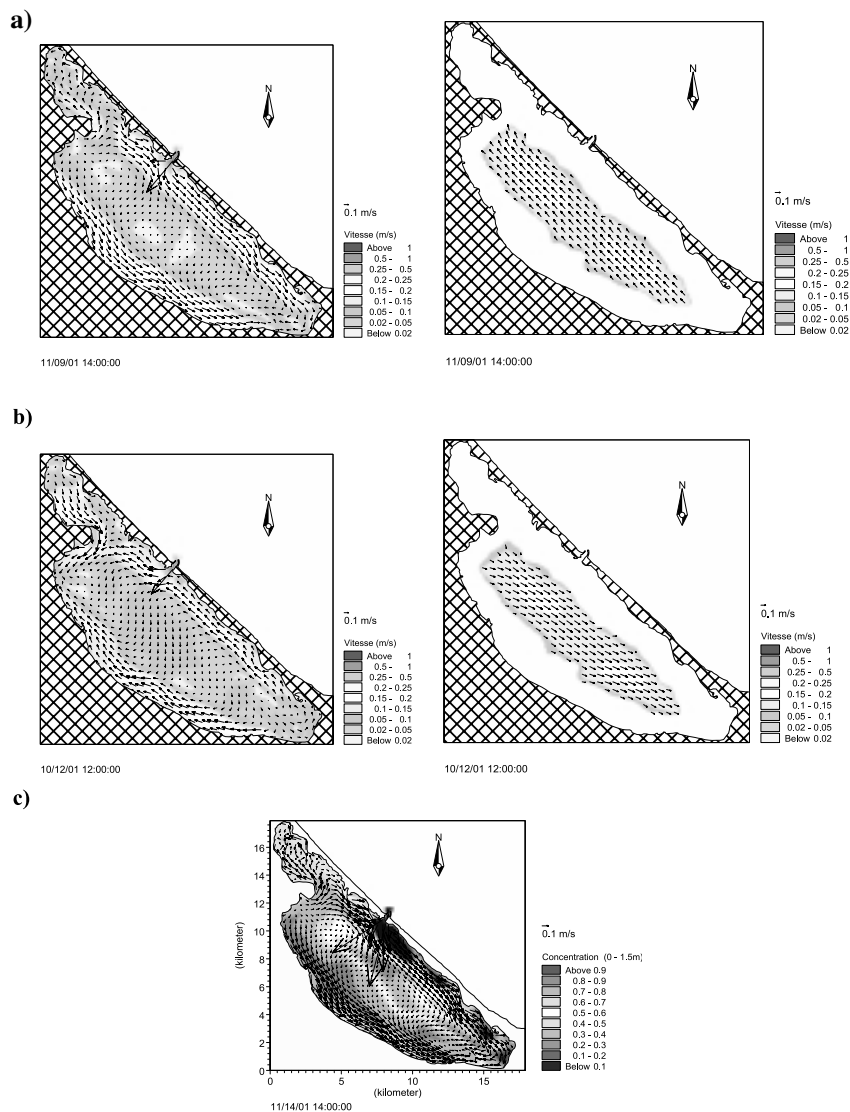 a)
N
0.1 m/s
Vitesse (m/s)
Above 1
0.5 - 1
0.25 - 0.5
0.2 - 0.25
0.15 - 0.2
0.1 - 0.15
0.05 - 0.1
0.02 - 0.05
Below 0.02
11/09/01 14:00:00
N
0.1 m/s
Vitesse (m/s)
Above 1
0.5 - 1
0.25 - 0.5
0.2 - 0.25
0.15 - 0.2
0.1 - 0.15
0.05 - 0.1
0.02 - 0.05
Below 0.02
11/09/01 14:00:00
b)
N
0.1 m/s
Vitesse (m/s)
Above 1
0.5 - 1
0.25 - 0.5
0.2 - 0.25
0.15 - 0.2
0.1 - 0.15
0.05 - 0.1
0.02 - 0.05
Below 0.02
10/12/01 12:00:00
N
0.1 m/s
Vitesse (m/s)
Above 1
0.5 - 1
0.25 - 0.5
0.2 - 0.25
0.15 - 0.2
0.1 - 0.15
0.05 - 0.1
0.02 - 0.05
Below 0.02
10/12/01 12:00:00
c)
N
16
14
12
10
8
6
4
2
0
(kilometer)
0 5 10 15
(kilometer)
0.1 m/s
Concentration (0 - 1.5m)
Above 0.9
0.8 - 0.9
0.7 - 0.8
0.6 - 0.7
0.5 - 0.6
0.4 - 0.5
0.3 - 0.4
0.2 - 0.3
0.1 - 0.2
Below 0.1
11/14/01 14:00:00